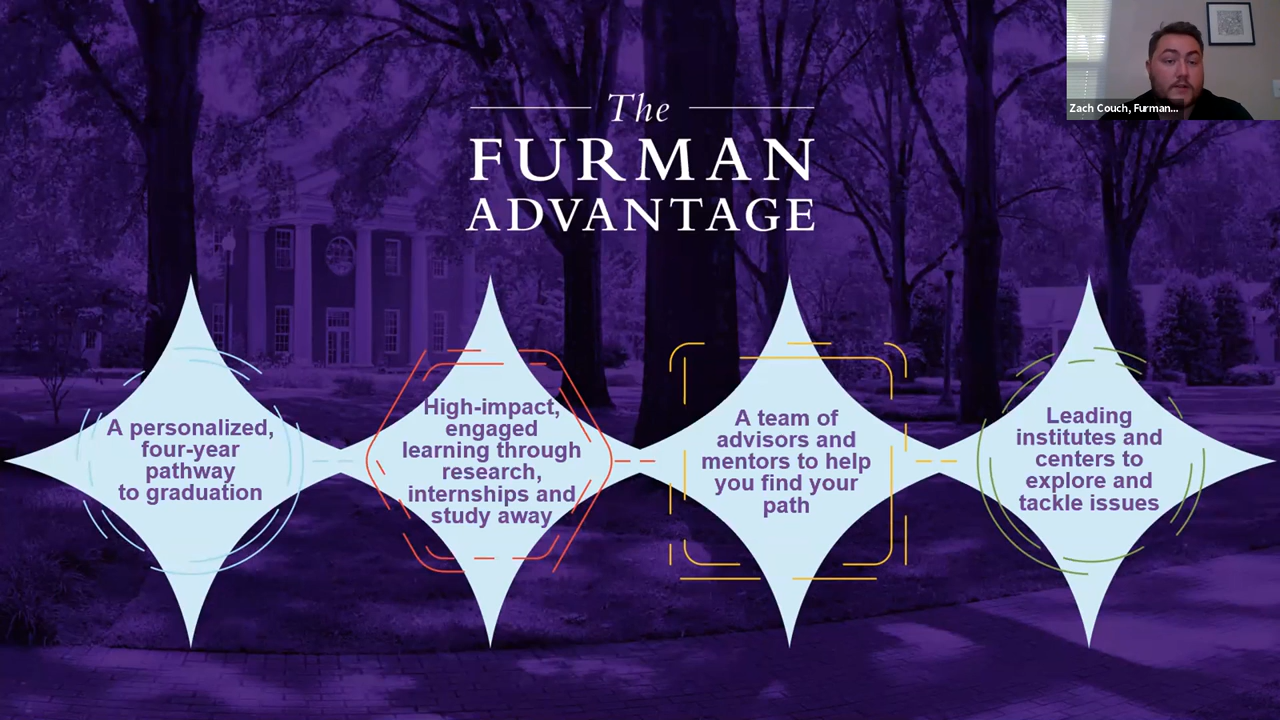 The
FURMAN
ADVANTAGE
Zach Couch, Furman...
A personalized,
four-year
pathway
to graduation
High-impact,
engaged
learning through
research,
internships and
study away
A team of
advisors and
mentors to help
you find your
path
Leading
institutes and
centers to
explore and
tackle issues